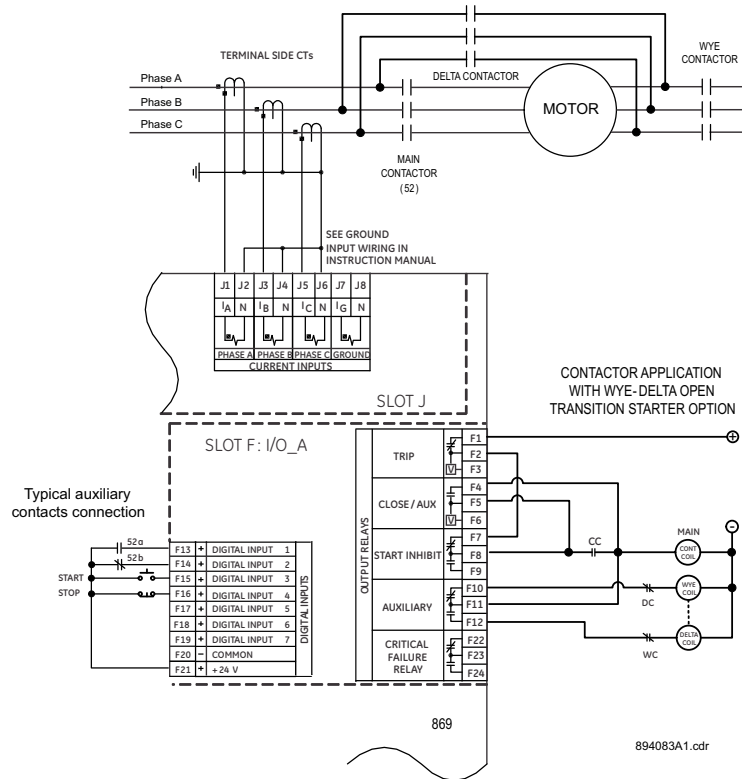 TERMINAL SIDE CTs
WYE
CONTACTOR
Phase A
DELTA CONTACTOR
Phase B
MOTOR
Phase C
MAIN
CONTACTOR
(52)
SEE GROUND
INPUT WIRING IN
INSTRUCTION MANUAL
J1 J2 J3 J4 J5 J6 J7 J8
IA N IB N IC N IG N
PHASE A PHASE B PHASE C GROUND
CURRENT INPUTS
SLOT J
CONTACTOR APPLICATION
WITH WYE-DELTA OPEN
TRANSITION STARTER OPTION
SLOT F: I/O_A
OUTPUT RELAYS
TRIP
F1
F2
V F3
CLOSE / AUX
F4
F5
V F6
START INHIBIT
F7
F8
F9
AUXILIARY
F10
F11
F12
CRITICAL
FAILURE
RELAY
F22
F23
F24
+
-
CC
MAIN
CONT
COIL
DC
WYE
COIL
WC
DELTA
COIL
Typical auxiliary
contacts connection
52a
52b
START
STOP
F13 + DIGITAL INPUT 1
F14 + DIGITAL INPUT 2
F15 + DIGITAL INPUT 3
F16 + DIGITAL INPUT 4
F17 + DIGITAL INPUT 5
F18 + DIGITAL INPUT 6
F19 + DIGITAL INPUT 7
F20 - COMMON
F21 + +24 V
DIGITAL INPUTS
869
894083A1.cdr